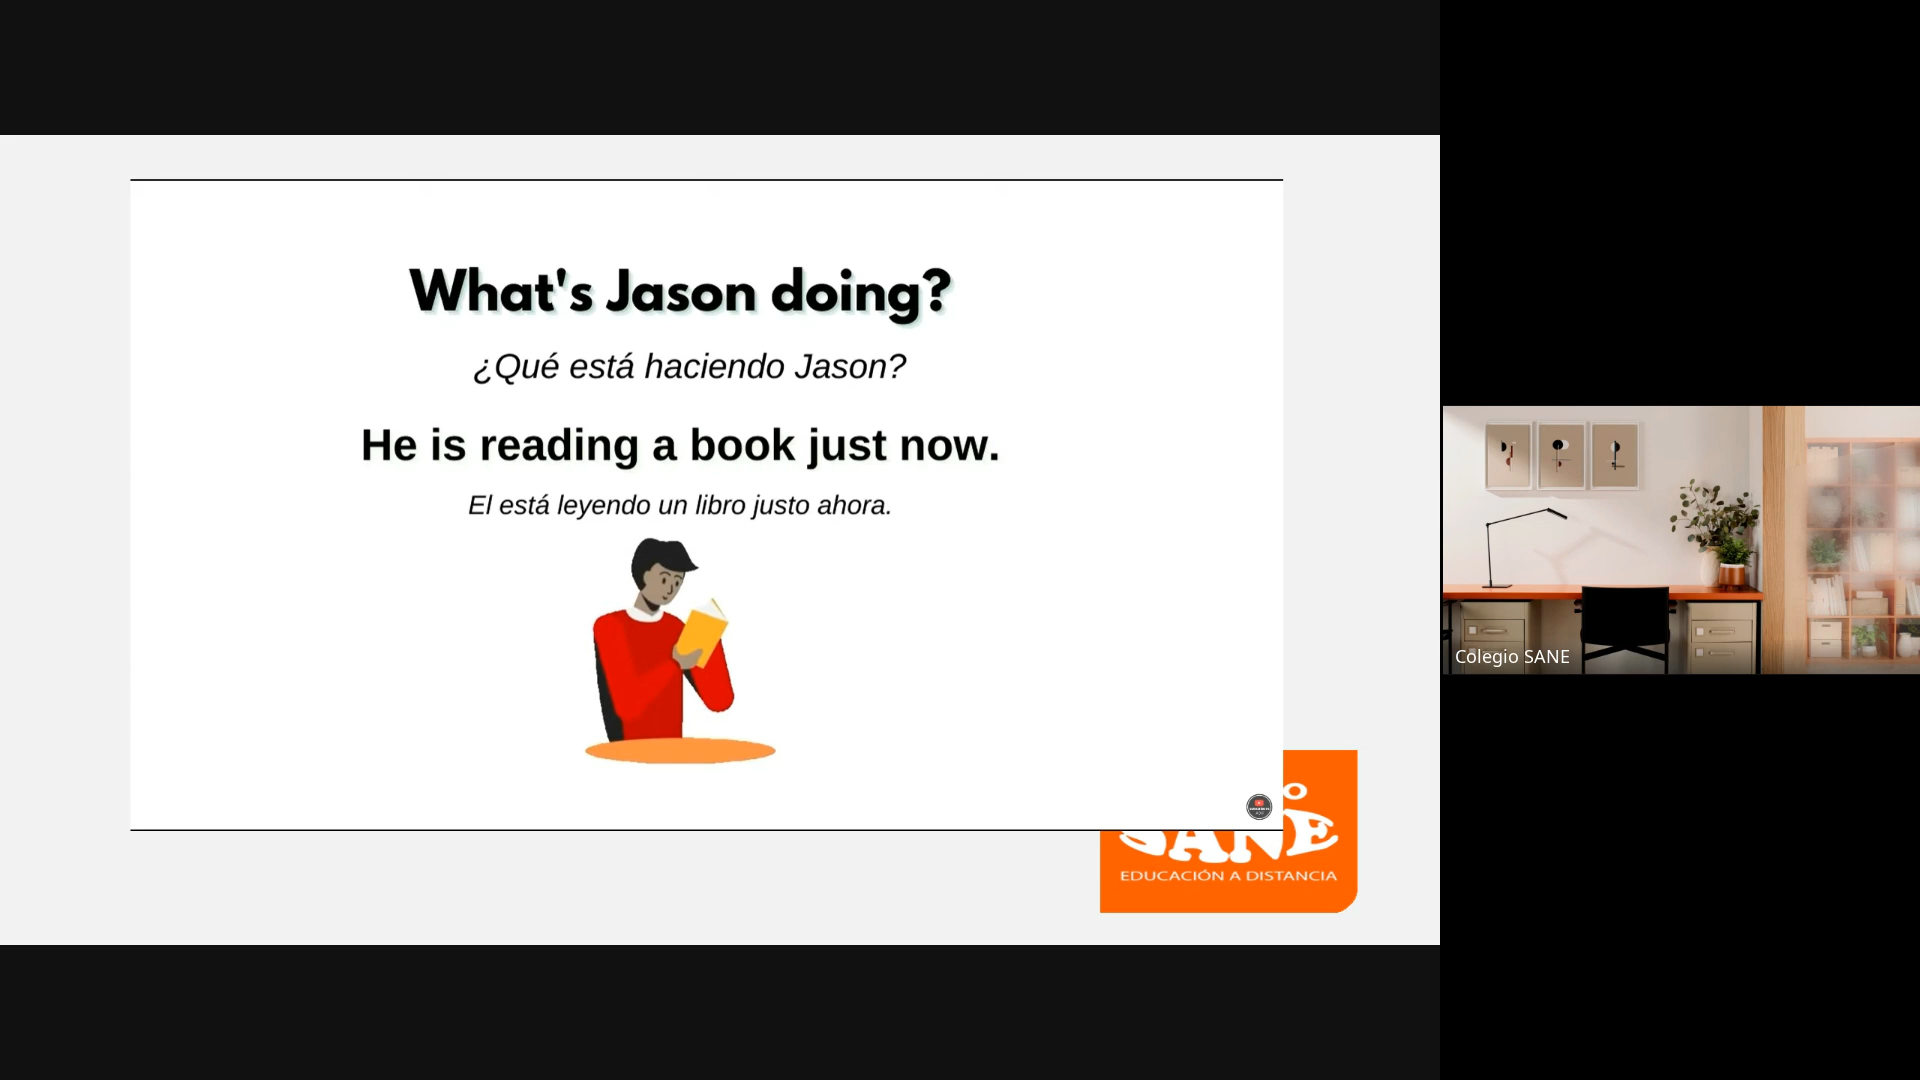 What's Jason doing?
¿Qué está haciendo Jason?
He is reading a book just now.
El está leyendo un libro justo ahora.
O
SANE
EDUCACIÓN A DISTANCIA
Colegio SANE